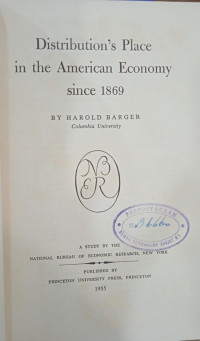 Distribution's Place
in the American Economy
since 1869
BY HAROLD BARGER
Columbia University
NBER
A STUDY BY THE
NATIONAL BUREAU OF ECONOMIC RESEARCH, NEW YORK
PUBLISHED BY
PRINCETON UNIVERSITY PRESS, PRINCETON
1955